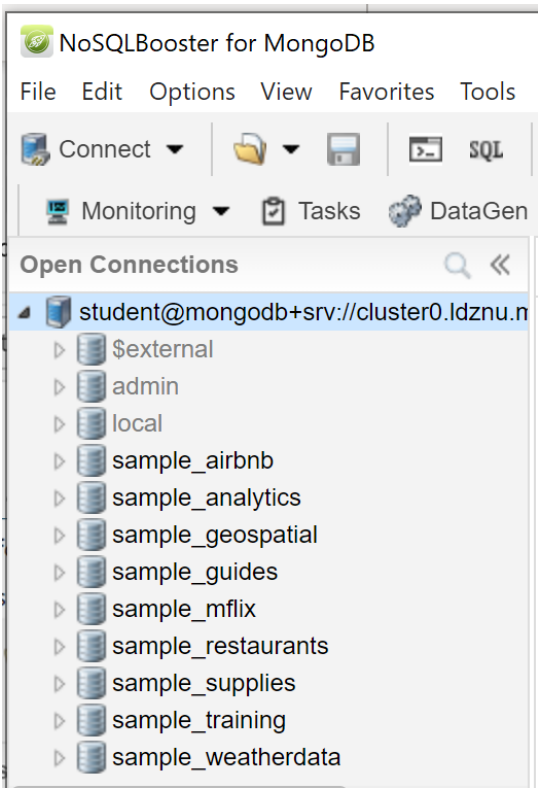 NoSQLBooster for MongoDB
File Edit Options View Favorites Tools
Connect SQL
Monitoring Tasks DataGen
Open Connections
student@mongodb+srv://cluster0.ldznu.m
$external
admin
local
sample_airbnb
sample_analytics
sample_geospatial
sample_guides
sample_mflix
sample_restaurants
sample_supplies
sample_training
sample_weatherdata